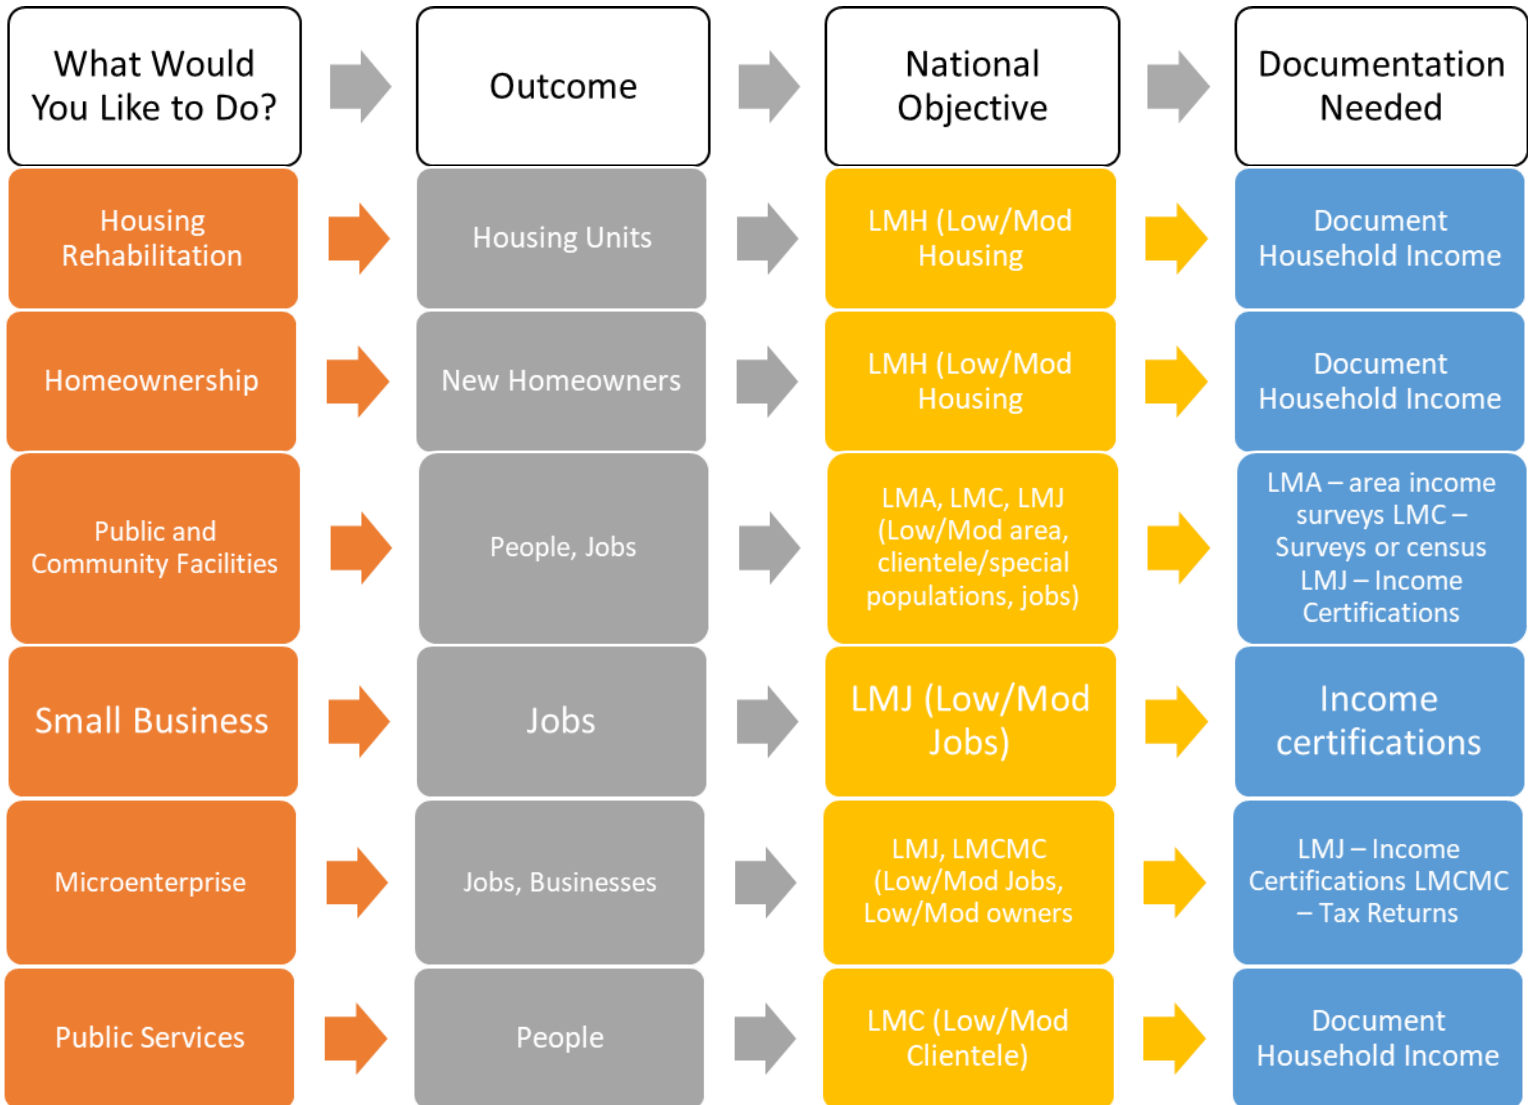 What Would
You Like to Do?
Outcome
National
Objective
Documentation
Needed
Housing
Rehabilitation
Housing Units
LMH (Low/Mod
Housing
Document
Household Income
Homeownership
New Homeowners
LMH (Low/Mod
Housing
Document
Household Income
Public and
Community Facilities
People, Jobs
LMA, LMC, LMJ
(Low/Mod area,
clientele/special
populations, jobs)
LMA – area income
surveys LMC –
Surveys or census
LMJ – Income
Certifications
Small Business
Jobs
LMJ (Low/Mod
Jobs)
Income
certifications
Microenterprise
Jobs, Businesses
LMJ, LMCMC
(Low/Mod Jobs,
Low/Mod owners
LMJ – Income
Certifications LMCMC
– Tax Returns
Public Services
People
LMC (Low/Mod
Clientele)
Document
Household Income